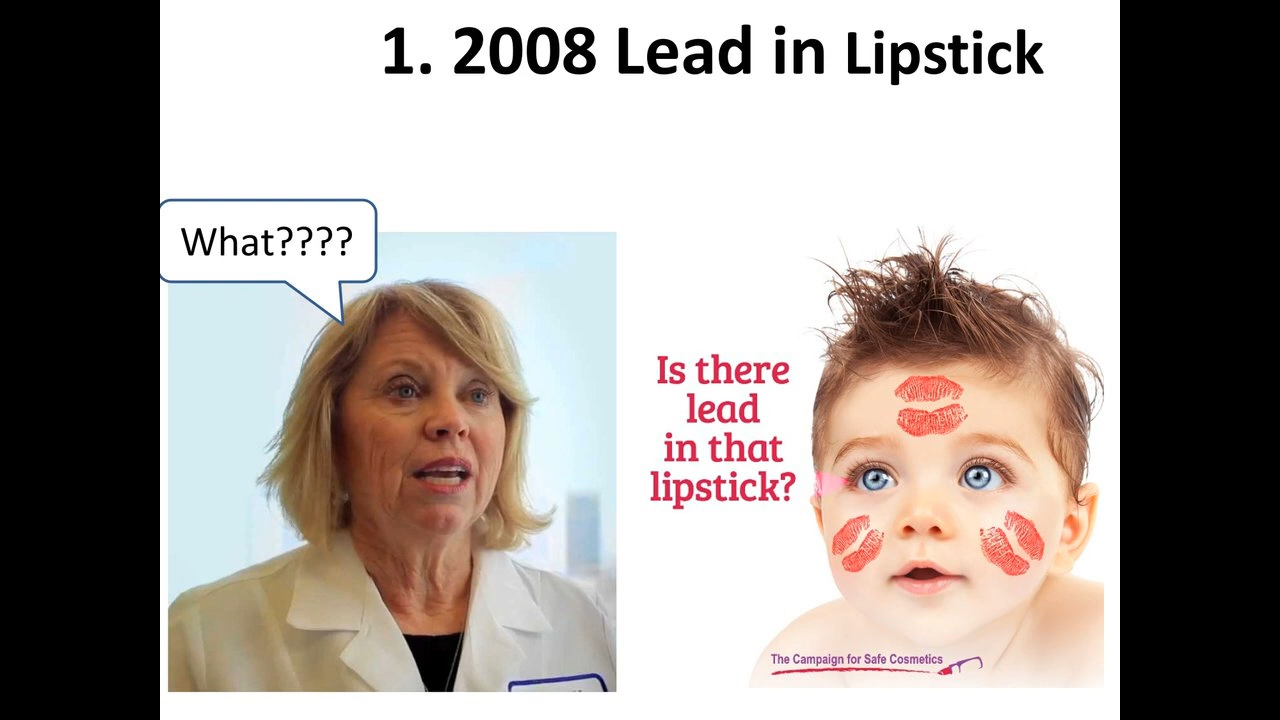 1. 2008 Lead in Lipstick
What????
Is there
lead
in that
lipstick?
The Campaign for Safe Cosmetics